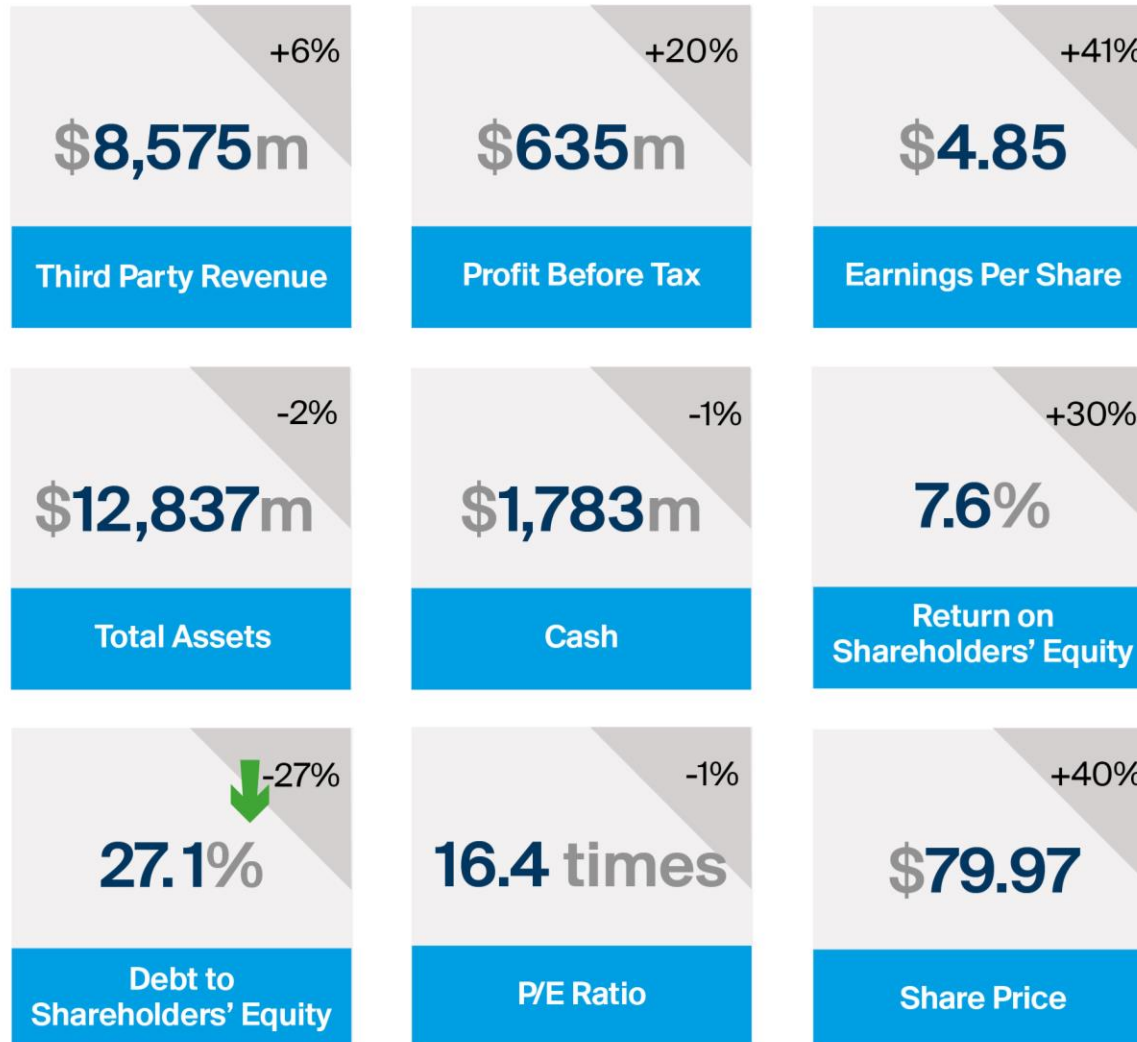 +6%
$8,575m
Third Party Revenue
+20%
$635m
Profit Before Tax
+41%
$4.85
Earnings Per Share
-2%
$12,837m
Total Assets
-1%
$1,783m
Cash
+30%
7.6%
Return on
Shareholders’ Equity
-27%
27.1%
Debt to
Shareholders’ Equity
-1%
16.4 times
P/E Ratio
+40%
$79.97
Share Price